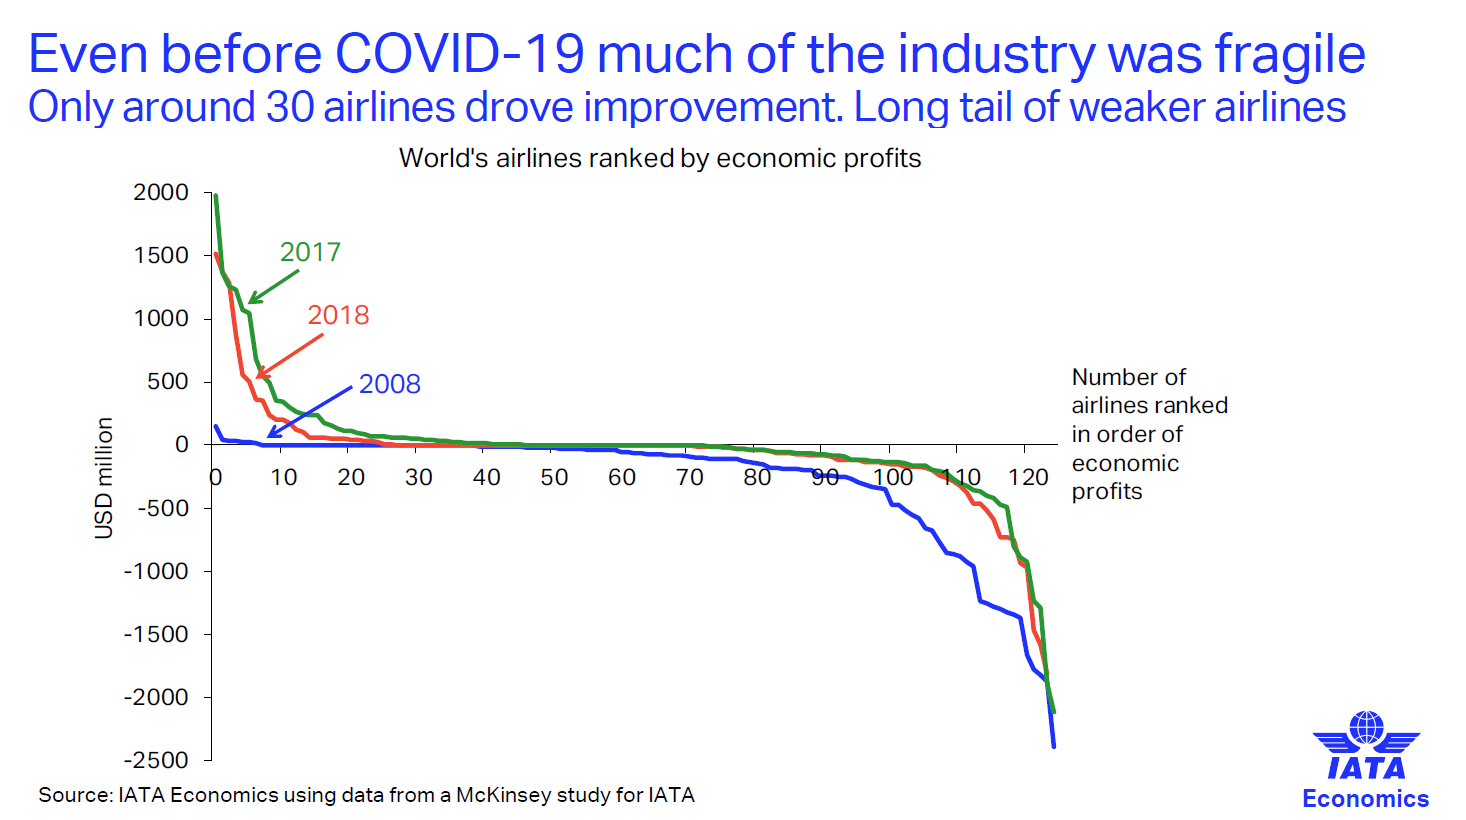 Even before COVID-19 much of the industry was fragile
Only around 30 airlines drove improvement. Long tail of weaker airlines
World's airlines ranked by economic profits
2000
1500
1000
500
0
-500
-1000
-1500
-2000
-2500
USD million
2017
2018
2008
0 10 20 30 40 50 60 70 80 90 100 110 120
Number of
airlines ranked
in order of
economic
profits
Source: IATA Economics using data from a McKinsey study for IATA
IATA
Economics